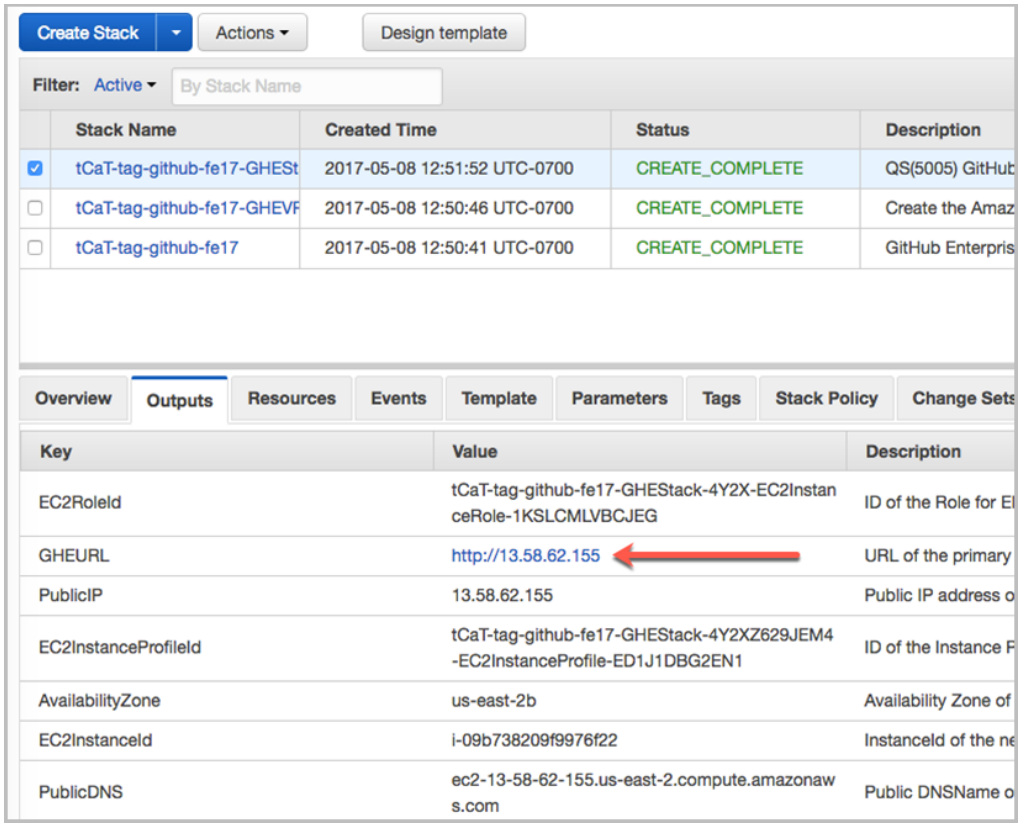 Create Stack Actions Design template
Filter: Active By Stack Name
Stack Name Created Time Status Description
tCaT-tag-github-fe17-GHESt 2017-05-08 12:51:52 UTC-0700 CREATE_COMPLETE QS(5005) GitHub
tCaT-tag-github-fe17-GHEVP 2017-05-08 12:50:46 UTC-0700 CREATE_COMPLETE Create the Amaz
tCaT-tag-github-fe17 2017-05-08 12:50:41 UTC-0700 CREATE_COMPLETE GitHub Enterpris
Overview Outputs Resources Events Template Parameters Tags Stack Policy Change Sets
Key Value Description
EC2RoleId tCaT-tag-github-fe17-GHEStack-4Y2X-EC2Instan ID of the Role for E
ceRole-1KSLCMLVBCJEG
GHEURL http://13.58.62.155 URL of the primary
PublicIP 13.58.62.155 Public IP address o
EC2InstanceProfileId tCaT-tag-github-fe17-GHEStack-4Y2XZ629JEM4 ID of the Instance P
-EC2InstanceProfile-ED1J1DBG2EN1
AvailabilityZone us-east-2b Availability Zone of
EC2InstanceId i-09b738209f9976f22 InstanceId of the ne
PublicDNS ec2-13-58-62-155.us-east-2.compute.amazonaw Public DNSName o
s.com